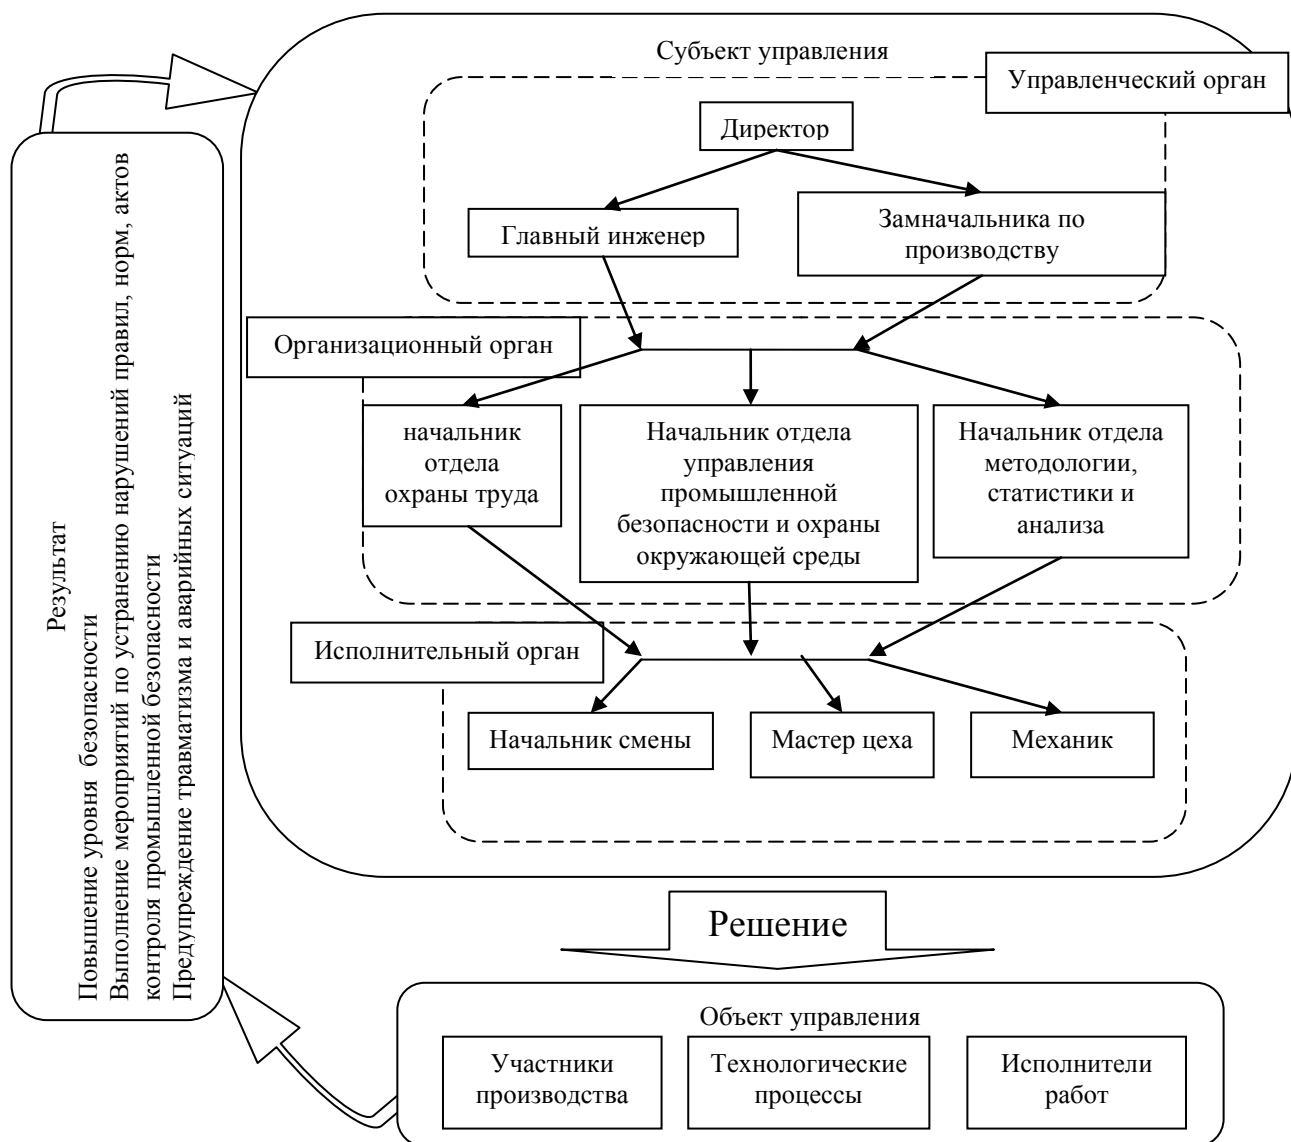 Субъект управления
Управленческий орган
Директор
Главный инженер
Замначальника по
производству
Организационный орган
начальник
отдела
охраны труда
Начальник отдела
управления
промышленной
безопасности и охраны
окружающей среды
Начальник отдела
методологии,
статистики и
анализа
Исполнительный орган
Начальник смены
Мастер цеха
Механик
Решение
Объект управления
Участники
производства
Технологические
процессы
Исполнители
работ
Результат
Повышение уровня безопасности
Выполнение мероприятий по устранению нарушений правил, норм, актов
контроля промышленной безопасности
Предупреждение травматизма и аварийных ситуаций